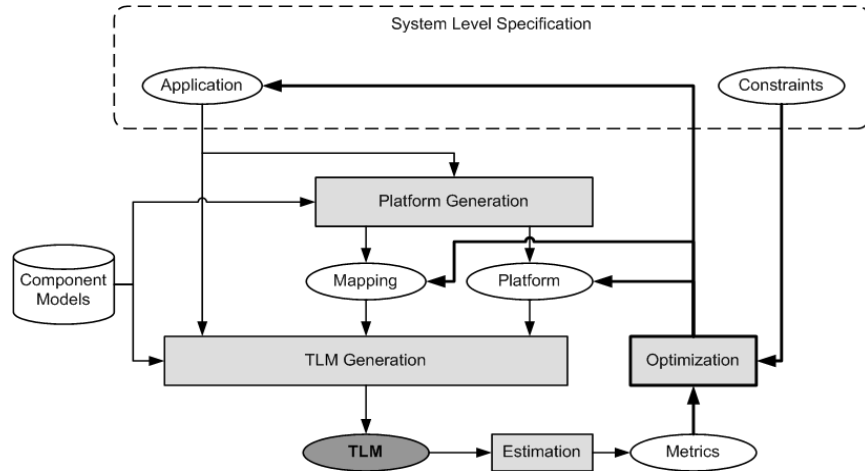 System Level Specification
Application
Constraints
Platform Generation
Component
Models
Mapping
Platform
TLM Generation
Optimization
TLM
Estimation
Metrics